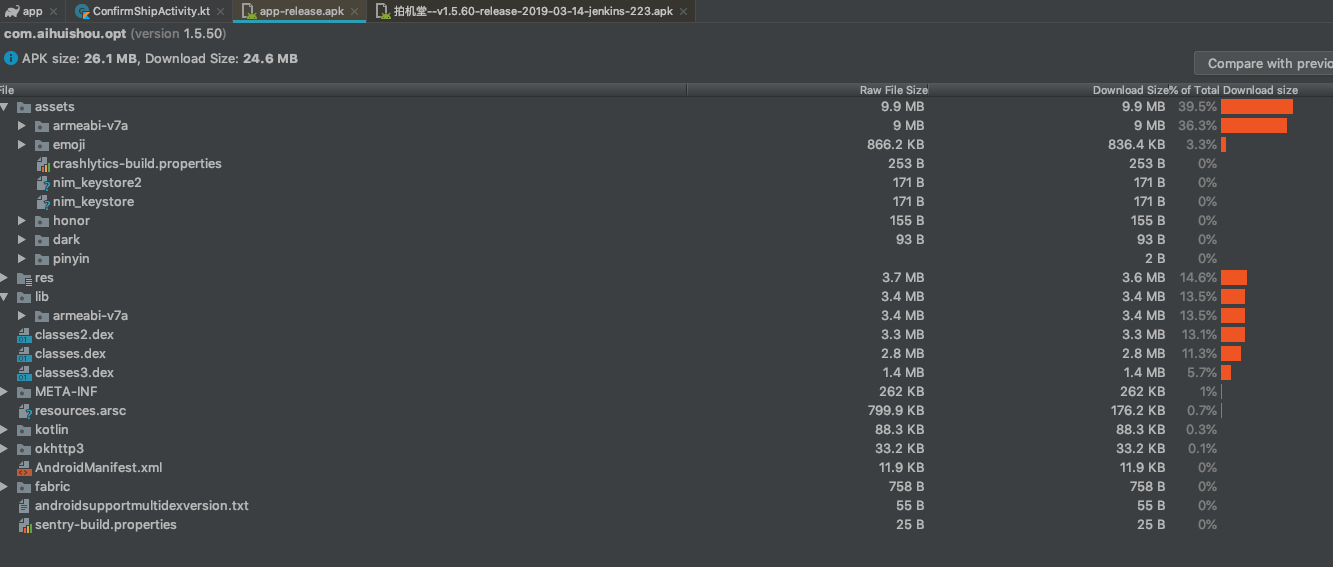 app ConfirmShipActivity.kt app-release.apk 拍机堂--v1.5.60-release-2019-03-14-jenkins-223.apk
com.aihuishou.opt (version 1.5.50)
APK size: 26.1 MB, Download Size: 24.6 MB
Compare with previo
File Raw File Size Download Size % of Total Download size
assets 9.9 MB 9.9 MB 39.5%
armeabi-v7a 9 MB 9 MB 36.3%
emoji 866.2 KB 836.4 KB 3.3%
crashlytics-build.properties 253 B 253 B 0%
nim_keystore2 171 B 171 B 0%
nim_keystore 171 B 171 B 0%
honor 155 B 155 B 0%
dark 93 B 93 B 0%
pinyin 2 B 0%
res 3.7 MB 3.6 MB 14.6%
lib 3.4 MB 3.4 MB 13.5%
armeabi-v7a 3.4 MB 3.4 MB 13.5%
classes2.dex 3.3 MB 3.3 MB 13.1%
classes.dex 2.8 MB 2.8 MB 11.3%
classes3.dex 1.4 MB 1.4 MB 5.7%
META-INF 262 KB 262 KB 1%
resources.arsc 799.9 KB 176.2 KB 0.7%
kotlin 88.3 KB 88.3 KB 0.3%
okhttp3 33.2 KB 33.2 KB 0.1%
AndroidManifest.xml 11.9 KB 11.9 KB 0%
fabric 758 B 758 B 0%
androidsupportmultidexversion.txt 55 B 55 B 0%
sentry-build.properties 25 B 25 B 0%